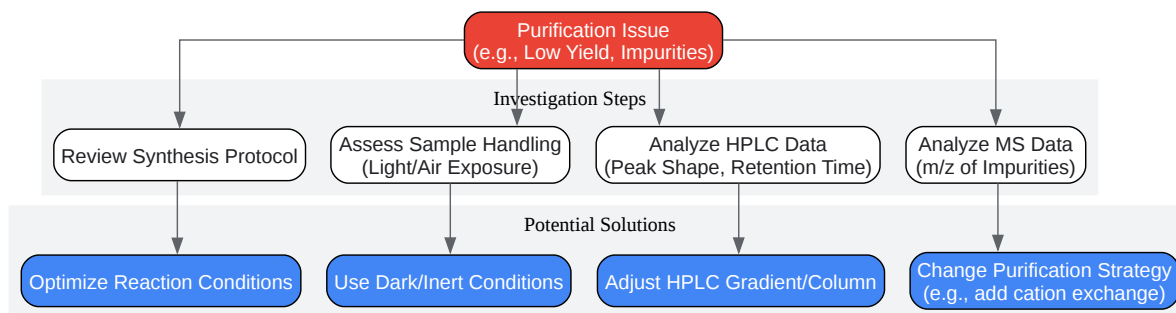 Purification Issue
(e.g., Low Yield, Impurities)
Investigation Steps
Review Synthesis Protocol
Assess Sample Handling
(Light/Air Exposure)
Analyze HPLC Data
(Peak Shape, Retention Time)
Analyze MS Data
(m/z of Impurities)
Potential Solutions
Optimize Reaction Conditions
Use Dark/Inert Conditions
Adjust HPLC Gradient/Column
Change Purification Strategy
(e.g., add cation exchange)